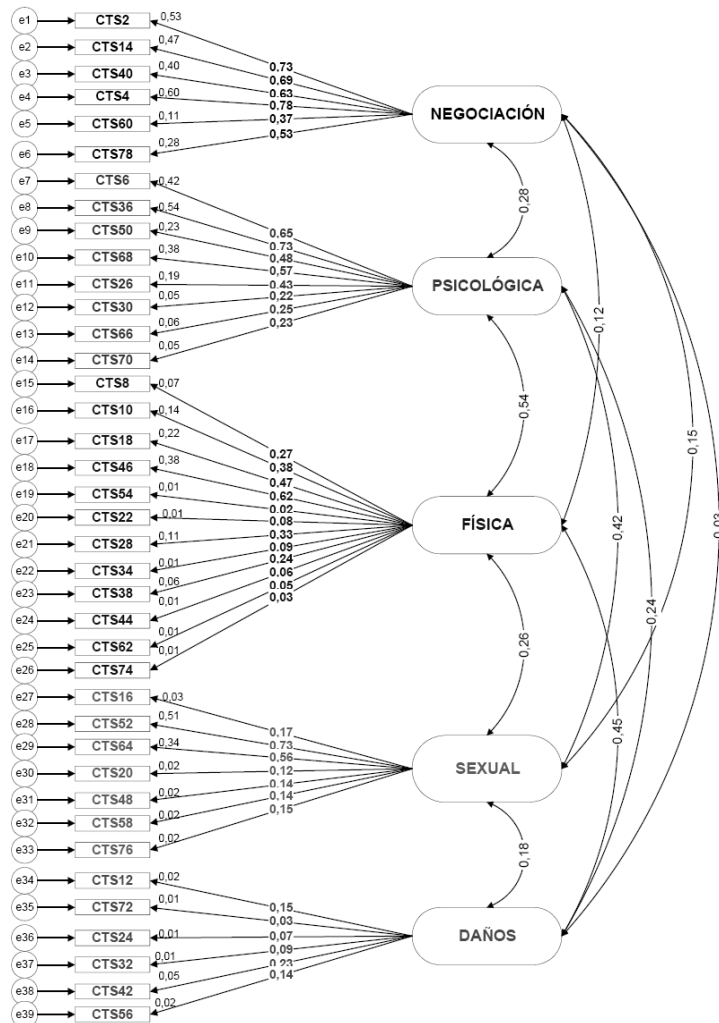 e1 CTS2 0,53
e2 CTS14 0,47
e3 CTS40 0,40
e4 CTS4 0,60
e5 CTS60 0,11
e6 CTS78 0,28
0.73
0.69
0.63
0.78
0.37
0.53
NEGOCIACIÓN
e7 CTS6 0,42
e8 CTS36 0,54
e9 CTS50 0,23
e10 CTS68 0,38
e11 CTS26 0,19
e12 CTS30 0,05
e13 CTS66 0,06
e14 CTS70 0,05
0.65
0.73
0.48
0.57
0.43
0.22
0.25
0.23
PSICOLÓGICA
e15 CTS8 0,07
e16 CTS10 0,14
e17 CTS18 0,22
e18 CTS46 0,38
e19 CTS54 0,01
e20 CTS22 0,01
e21 CTS28 0,11
e22 CTS34 0,01
e23 CTS38 0,06
e24 CTS44 0,01
e25 CTS62 0,01
e26 CTS74 0,01
0.27
0.38
0.47
0.62
0.02
0.08
0.33
0.09
0.24
0.06
0.05
0.03
FÍSICA
e27 CTS16 0,03
e28 CTS52 0,51
e29 CTS64 0,34
e30 CTS20 0,02
e31 CTS48 0,02
e32 CTS58 0,02
e33 CTS76 0,02
0.17
0.73
0.56
0.12
0.14
0.14
0.15
SEXUAL
e34 CTS12 0,02
e35 CTS72 0,01
e36 CTS24 0,01
e37 CTS32 0,01
e38 CTS42 0,05
e39 CTS56 0,02
0.15
0.03
0.07
0.09
0.23
0.14
DAÑOS
0,28
0,54
0,26
0,18
0,12
0,15
0,03
0,42
0,24
0,45